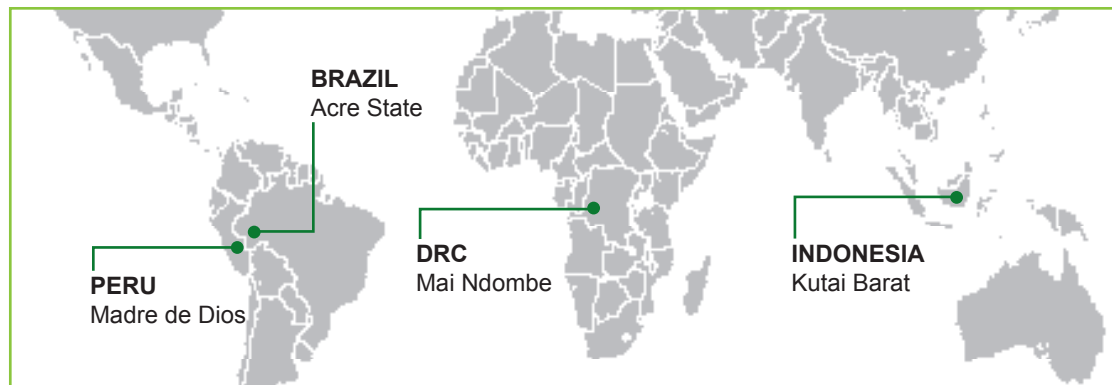 BRAZIL
Acre State
PERU
Madre de Dios
DRC
Mai Ndombe
INDONESIA
Kutai Barat